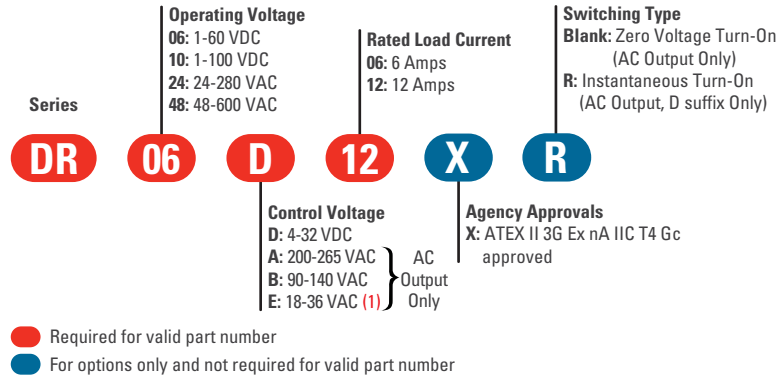 Operating Voltage
06: 1-60 VDC
10: 1-100 VDC
24: 24-280 VAC
48: 48-600 VAC
Rated Load Current
06: 6 Amps
12: 12 Amps
Switching Type
Blank: Zero Voltage Turn-On
(AC Output Only)
R: Instantaneous Turn-On
(AC Output, D suffix Only)
Series
DR 06 D 12 X R
Control Voltage
D: 4-32 VDC
A: 200-265 VAC
B: 90-140 VAC
E: 18-36 VAC (1)
AC
Output
Only
Agency Approvals
X: ATEX II 3G Ex nA IIC T4 Gc
approved
Required for valid part number
For options only and not required for valid part number